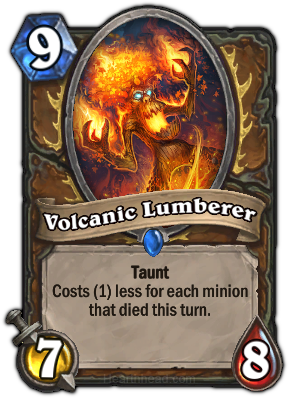 9
Volcanic Lumberer
Taunt
Costs (1) less for each minion
that died this turn.
7
8